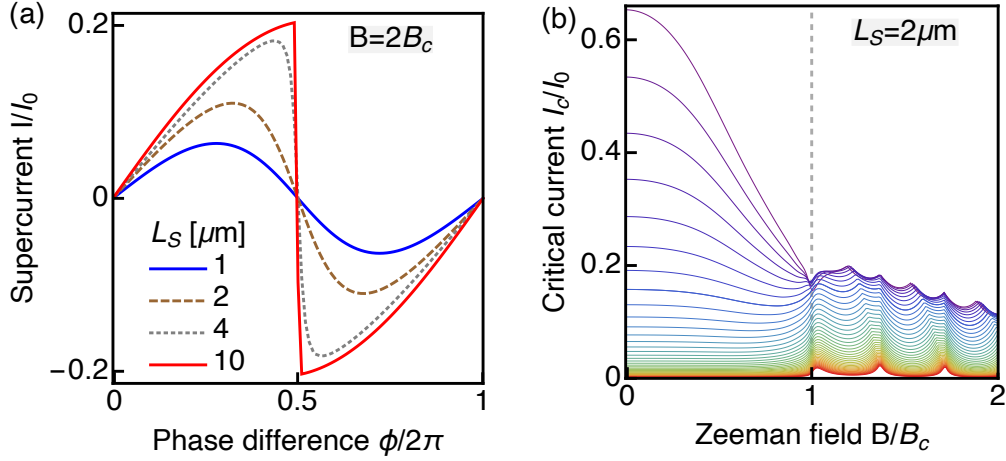 (a)
B=2B_c
Supercurrent I/I_0
0.2
0
−0.2
L_S [μm]
1
2
4
10
0
0.5
1
Phase difference ϕ/2π
(b)
L_S=2μm
Critical current I_c/I_0
0.6
0.4
0.2
0
0
1
2
Zeeman field B/B_c